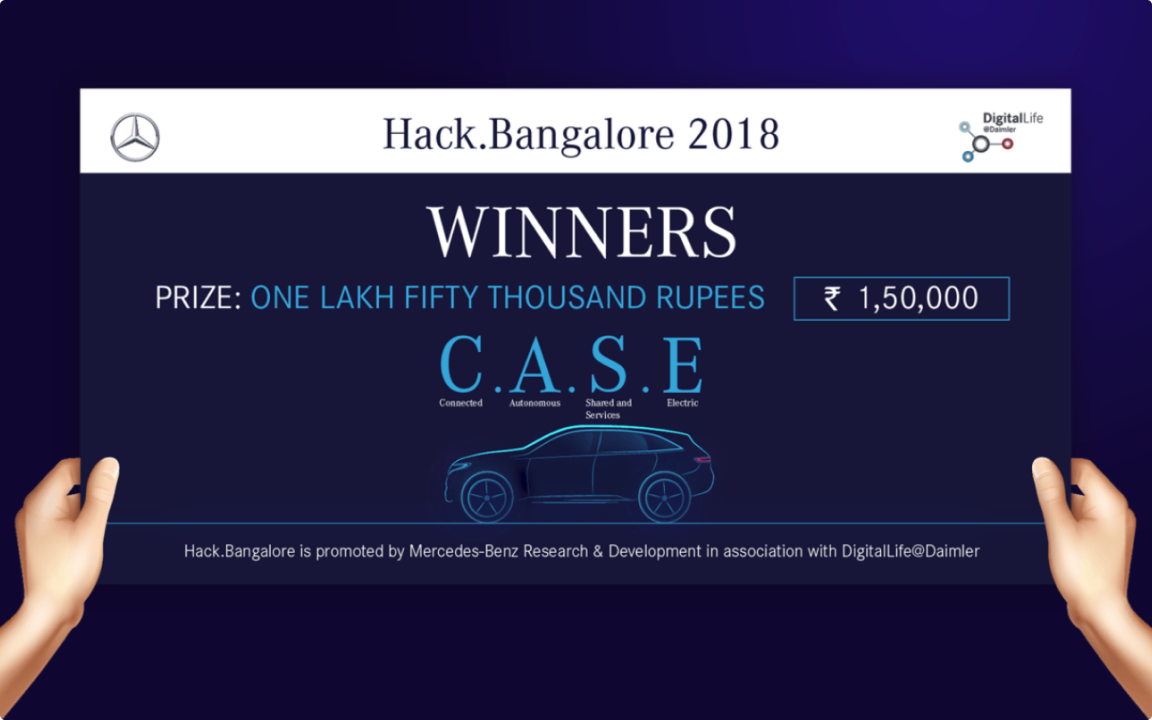 Hack.Bangalore 2018
DigitalLife
@Daimler
WINNERS
PRIZE: ONE LAKH FIFTY THOUSAND RUPEES ₹ 1,50,000
C.A.S.E
Connected Autonomous Shared and Services Electric
Hack.Bangalore is promoted by Mercedes-Benz Research & Development in association with DigitalLife@Daimler